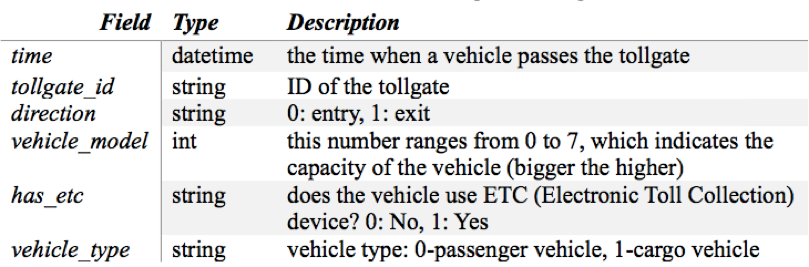 Field Type Description
time datetime the time when a vehicle passes the tollgate
tollgate_id string ID of the tollgate
direction string 0: entry, 1: exit
vehicle_model int this number ranges from 0 to 7, which indicates the
capacity of the vehicle (bigger the higher)
has_etc string does the vehicle use ETC (Electronic Toll Collection)
device? 0: No, 1: Yes
vehicle_type string vehicle type: 0-passenger vehicle, 1-cargo vehicle